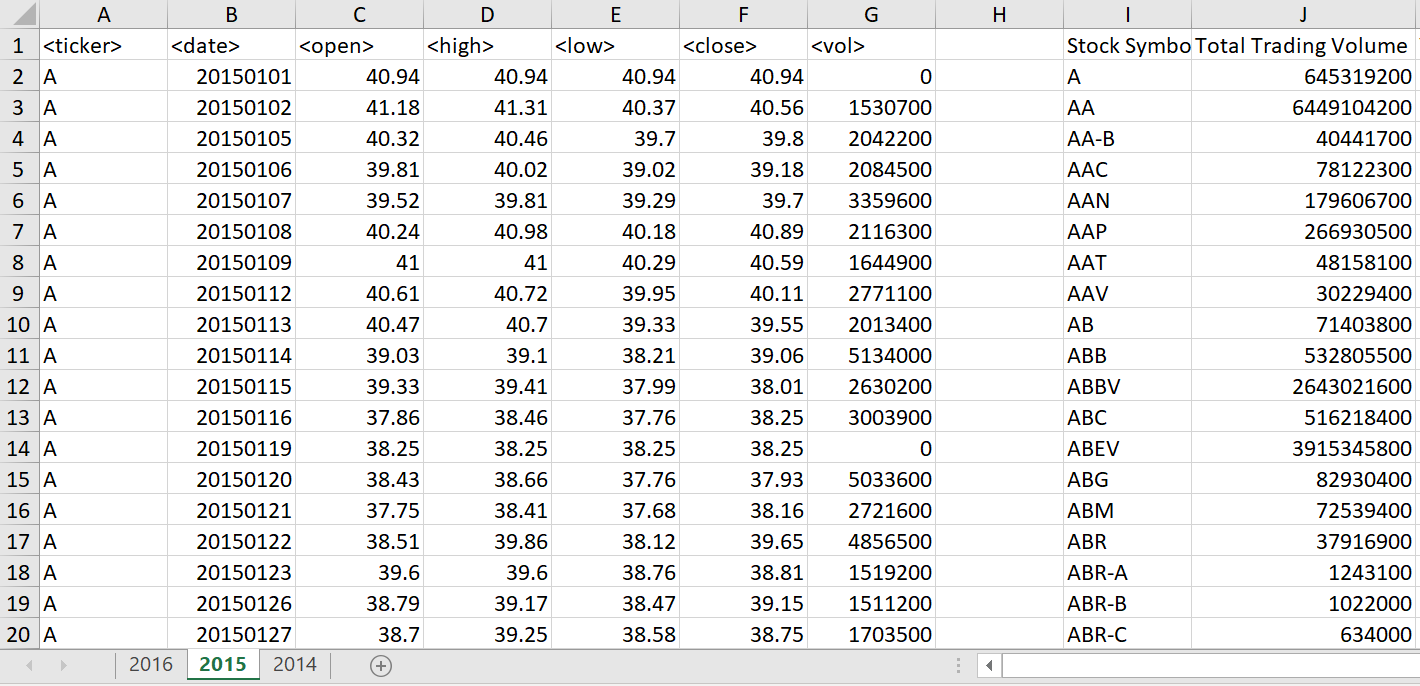 A B C D E F G H I J
1 <ticker> <date> <open> <high> <low> <close> <vol> Stock Symbo Total Trading Volume
2 A 20150101 40.94 40.94 40.94 40.94 0 A 645319200
3 A 20150102 41.18 41.31 40.37 40.56 1530700 AA 6449104200
4 A 20150105 40.32 40.46 39.7 39.8 2042200 AA-B 40441700
5 A 20150106 39.81 40.02 39.02 39.18 2084500 AAC 78122300
6 A 20150107 39.52 39.81 39.29 39.7 3359600 AAN 179606700
7 A 20150108 40.24 40.98 40.18 40.89 2116300 AAP 266930500
8 A 20150109 41 41 40.29 40.59 1644900 AAT 48158100
9 A 20150112 40.61 40.72 39.95 40.11 2771100 AAV 30229400
10 A 20150113 40.47 40.7 39.33 39.55 2013400 AB 71403800
11 A 20150114 39.03 39.1 38.21 39.06 5134000 ABB 532805500
12 A 20150115 39.33 39.41 37.99 38.01 2630200 ABBV 2643021600
13 A 20150116 37.86 38.46 37.76 38.25 3003900 ABC 516218400
14 A 20150119 38.25 38.25 38.25 38.25 0 ABEV 3915345800
15 A 20150120 38.43 38.66 37.76 37.93 5033600 ABG 82930400
16 A 20150121 37.75 38.41 37.68 38.16 2721600 ABM 72539400
17 A 20150122 38.51 39.86 38.12 39.65 4856500 ABR 37916900
18 A 20150123 39.6 39.6 38.76 38.81 1519200 ABR-A 1243100
19 A 20150126 38.79 39.17 38.47 39.15 1511200 ABR-B 1022000
20 A 20150127 38.7 39.25 38.58 38.75 1703500 ABR-C 634000
2016 2015 2014